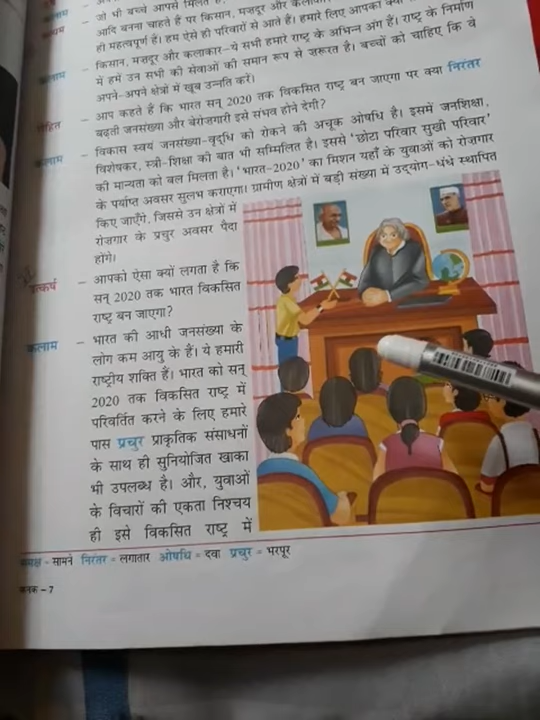 जो भी बच्चे आपसे मिलते
आदि बनना चाहते हैं पर किसान, मज़दूर और
ही महत्वपूर्ण हैं। हम ऐसे ही परिवारों से आते हैं। हमारे लिए आपका क्या
कलाम – किसान, मज़दूर और कलाकार–ये सभी हमारे राष्ट्र के अभिन्न अंग हैं। राष्ट्र के निर्माण
में हमें उन सभी की सेवाओं की समान रूप से ज़रूरत है। बच्चों को चाहिए कि वे
अपने-अपने क्षेत्रों में खूब उन्नति करें।
रोहित – आप कहते हैं कि भारत सन् 2020 तक विकसित राष्ट्र बन जाएगा पर क्या निरंतर
बढ़ती जनसंख्या और बेरोज़गारी इसे संभव होने देगी?
कलाम – विकास स्वयं जनसंख्या-वृद्धि को रोकने की अचूक ओषधि है। इसमें जनशिक्षा,
विशेषकर, स्त्री-शिक्षा की बात भी सम्मिलित है। इससे 'छोटा परिवार सुखी परिवार'
की मान्यता को बल मिलता है। 'भारत–2020' का मिशन यहाँ के युवाओं को रोज़गार
के पर्याप्त अवसर सुलभ कराएगा। ग्रामीण क्षेत्रों में बड़ी संख्या में उद्योग-धंधे स्थापित
किए जाएँगे, जिससे उन क्षेत्रों में
रोज़गार के प्रचुर अवसर पैदा
होंगे।
उत्कर्ष – आपको ऐसा क्यों लगता है कि
सन् 2020 तक भारत विकसित
राष्ट्र बन जाएगा?
कलाम – भारत की आधी जनसंख्या के
लोग कम आयु के हैं। ये हमारी
राष्ट्रीय शक्ति हैं। भारत को सन्
2020 तक विकसित राष्ट्र में
परिवर्तित करने के लिए हमारे
पास प्रचुर प्राकृतिक संसाधनों
के साथ ही सुनियोजित खाका
भी उपलब्ध है। और, युवाओं
के विचारों की एकता निश्चय
ही इसे विकसित राष्ट्र में
समक्ष = सामने निरंतर = लगातार ओषधि = दवा प्रचुर = भरपूर
कनक – 7